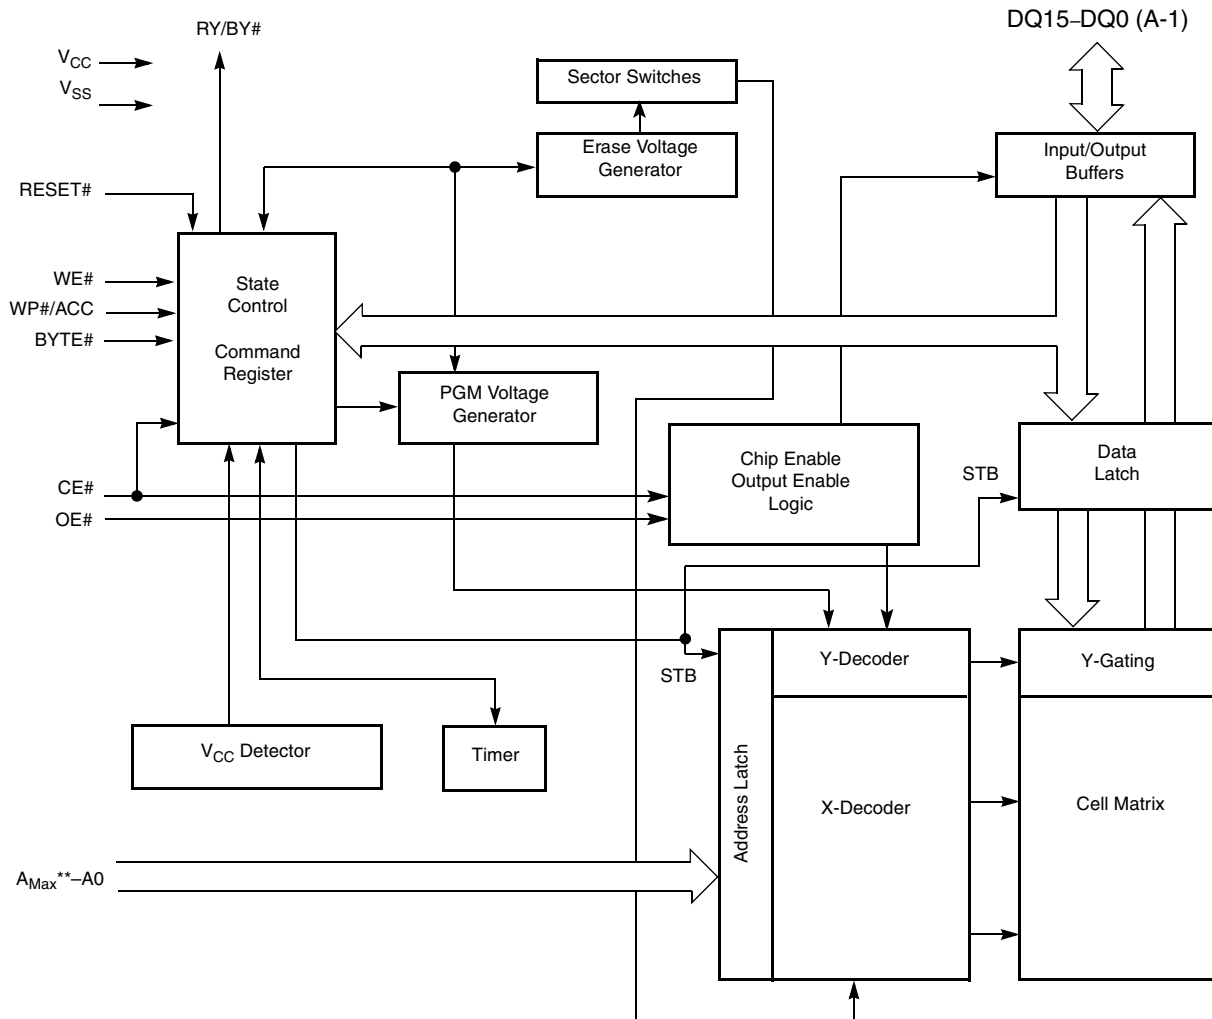 RY/BY#
DQ15–DQ0 (A-1)
VCC
VSS
Sector Switches
Erase Voltage
Generator
Input/Output
Buffers
RESET#
WE#
WP#/ACC
BYTE#
State
Control
Command
Register
PGM Voltage
Generator
Chip Enable
Output Enable
Logic
Data
Latch
STB
CE#
OE#
STB
Y-Decoder
Y-Gating
VCC Detector
Timer
Address Latch
X-Decoder
Cell Matrix
AMax**–A0